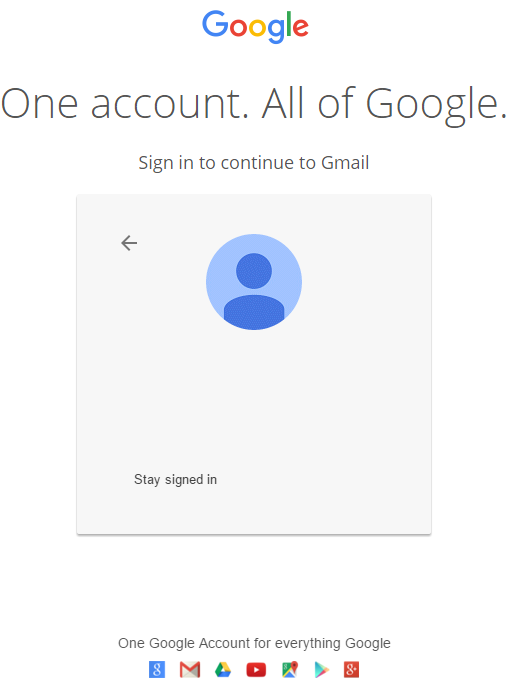 Google
One account. All of Google.
Sign in to continue to Gmail
Stay signed in
One Google Account for everything Google